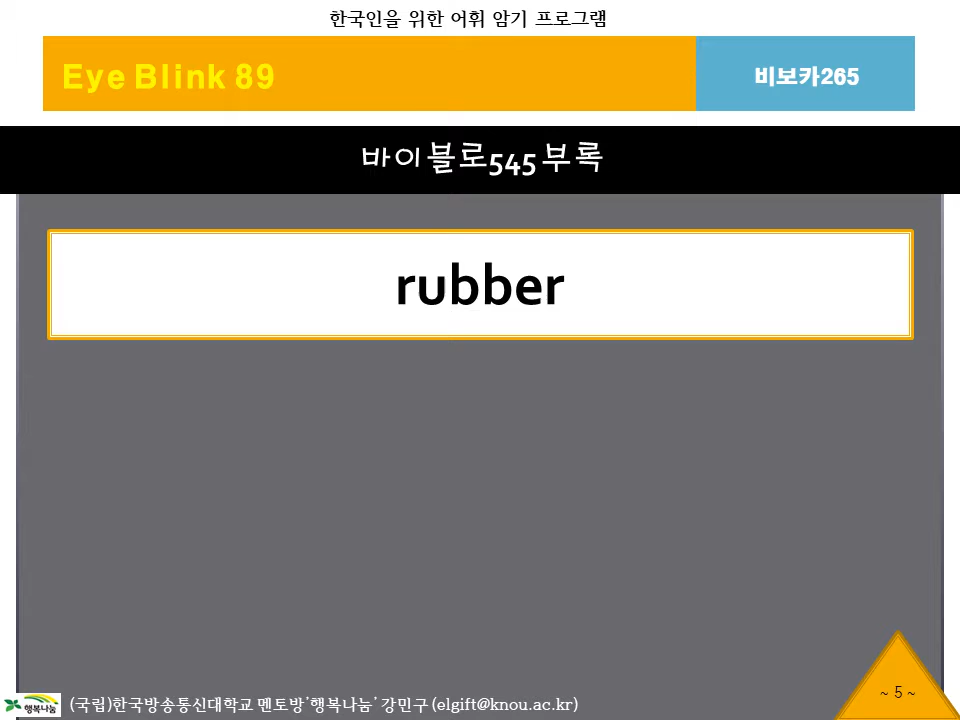 한국인을 위한 어휘 암기 프로그램
Eye Blink 89
비보카265
바이블로545부록
rubber
~ 5 ~
행복나눔
(국립)한국방송통신대학교 멘토방'행복나눔' 강민구(elgift@knou.ac.kr)